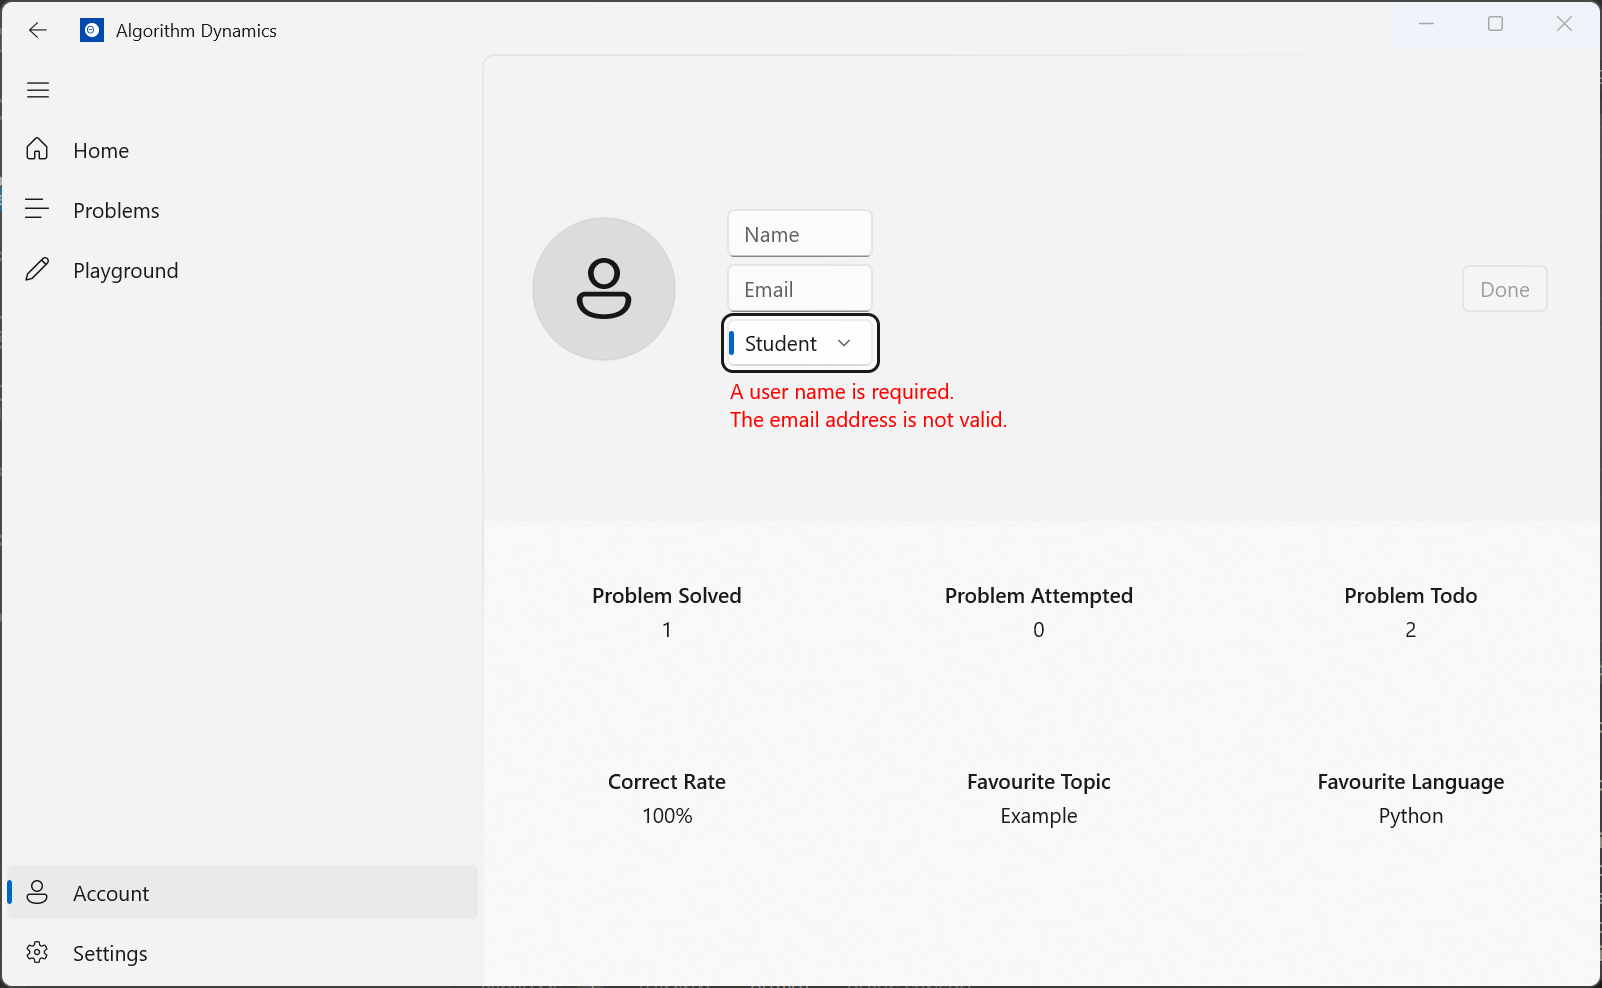 Algorithm Dynamics
Home
Problems
Playground
Name
Email
Student
Done
A user name is required.
The email address is not valid.
Problem Solved
1
Problem Attempted
0
Problem Todo
2
Correct Rate
100%
Favourite Topic
Example
Favourite Language
Python
Account
Settings